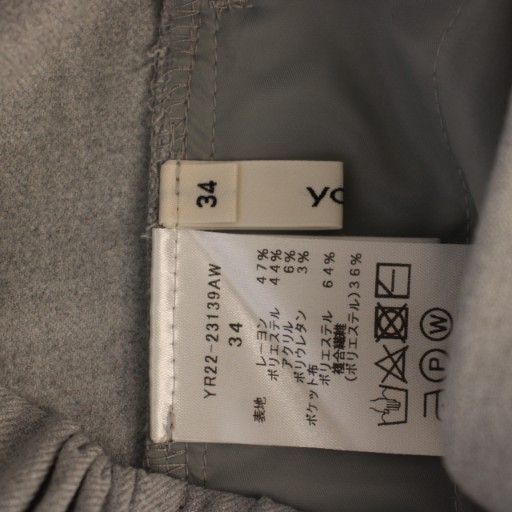 34
YR22-23139AW
34
表地 レーヨン 47%
ポリエステル 44%
アクリル 6%
ポリウレタン 3%
ポケット布
ポリエステル 64%
複合繊維
(ポリエステル)36%
P
W